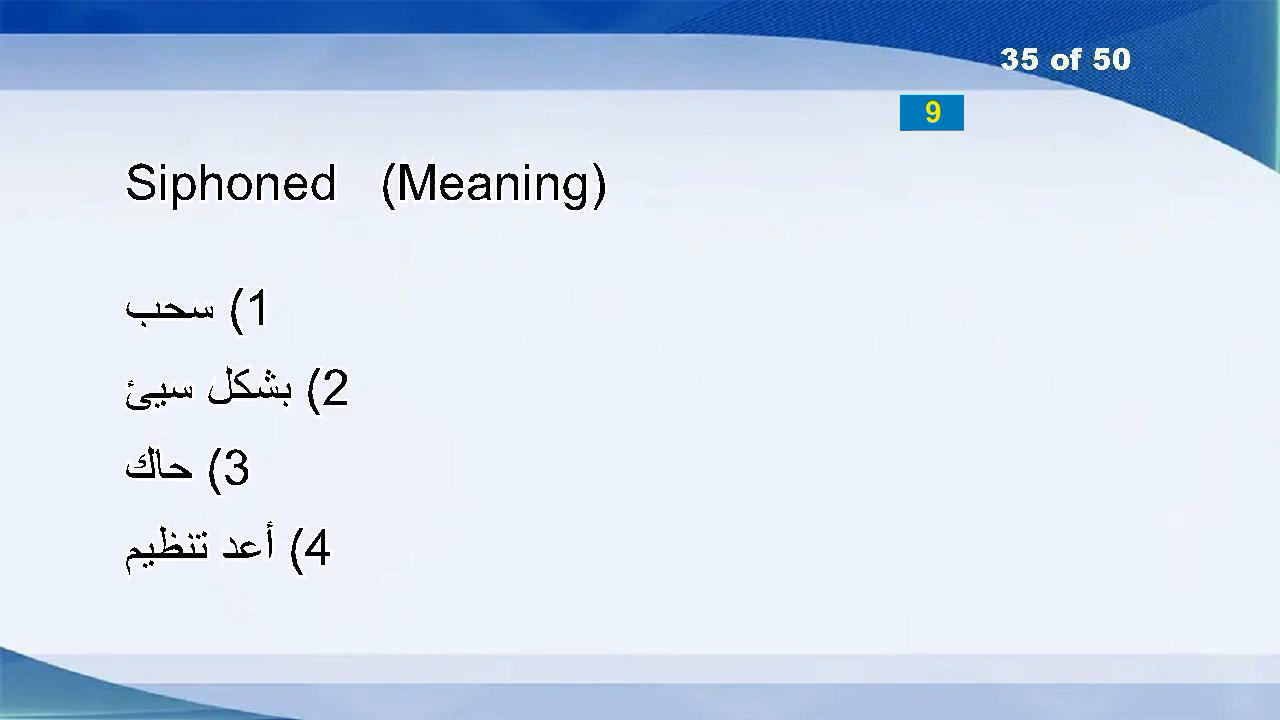 35 of 50
9
Siphoned (Meaning)
1) سحب
2) بشكل سيئ
3) حاك
4) أعد تنظيم